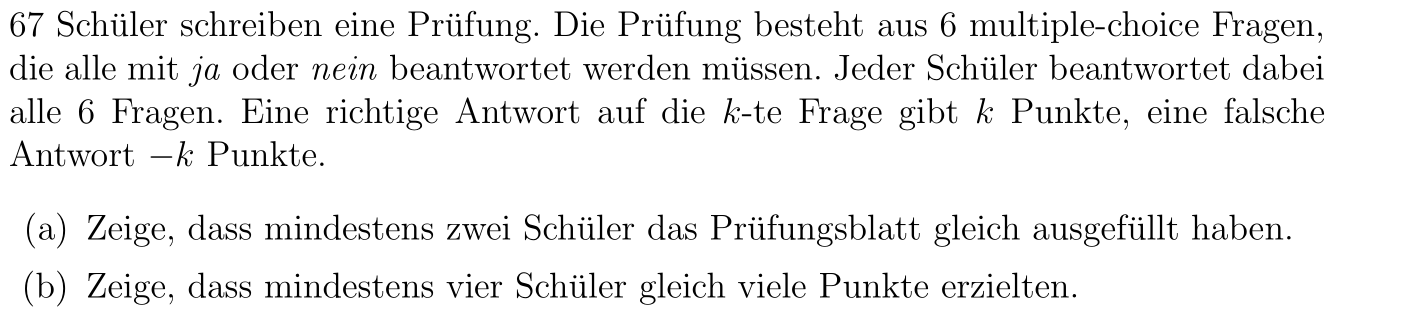 67 Schüler schreiben eine Prüfung. Die Prüfung besteht aus 6 multiple-choice Fragen,
die alle mit ja oder nein beantwortet werden müssen. Jeder Schüler beantwortet dabei
alle 6 Fragen. Eine richtige Antwort auf die k-te Frage gibt k Punkte, eine falsche
Antwort −k Punkte.
(a) Zeige, dass mindestens zwei Schüler das Prüfungsblatt gleich ausgefüllt haben.
(b) Zeige, dass mindestens vier Schüler gleich viele Punkte erzielten.